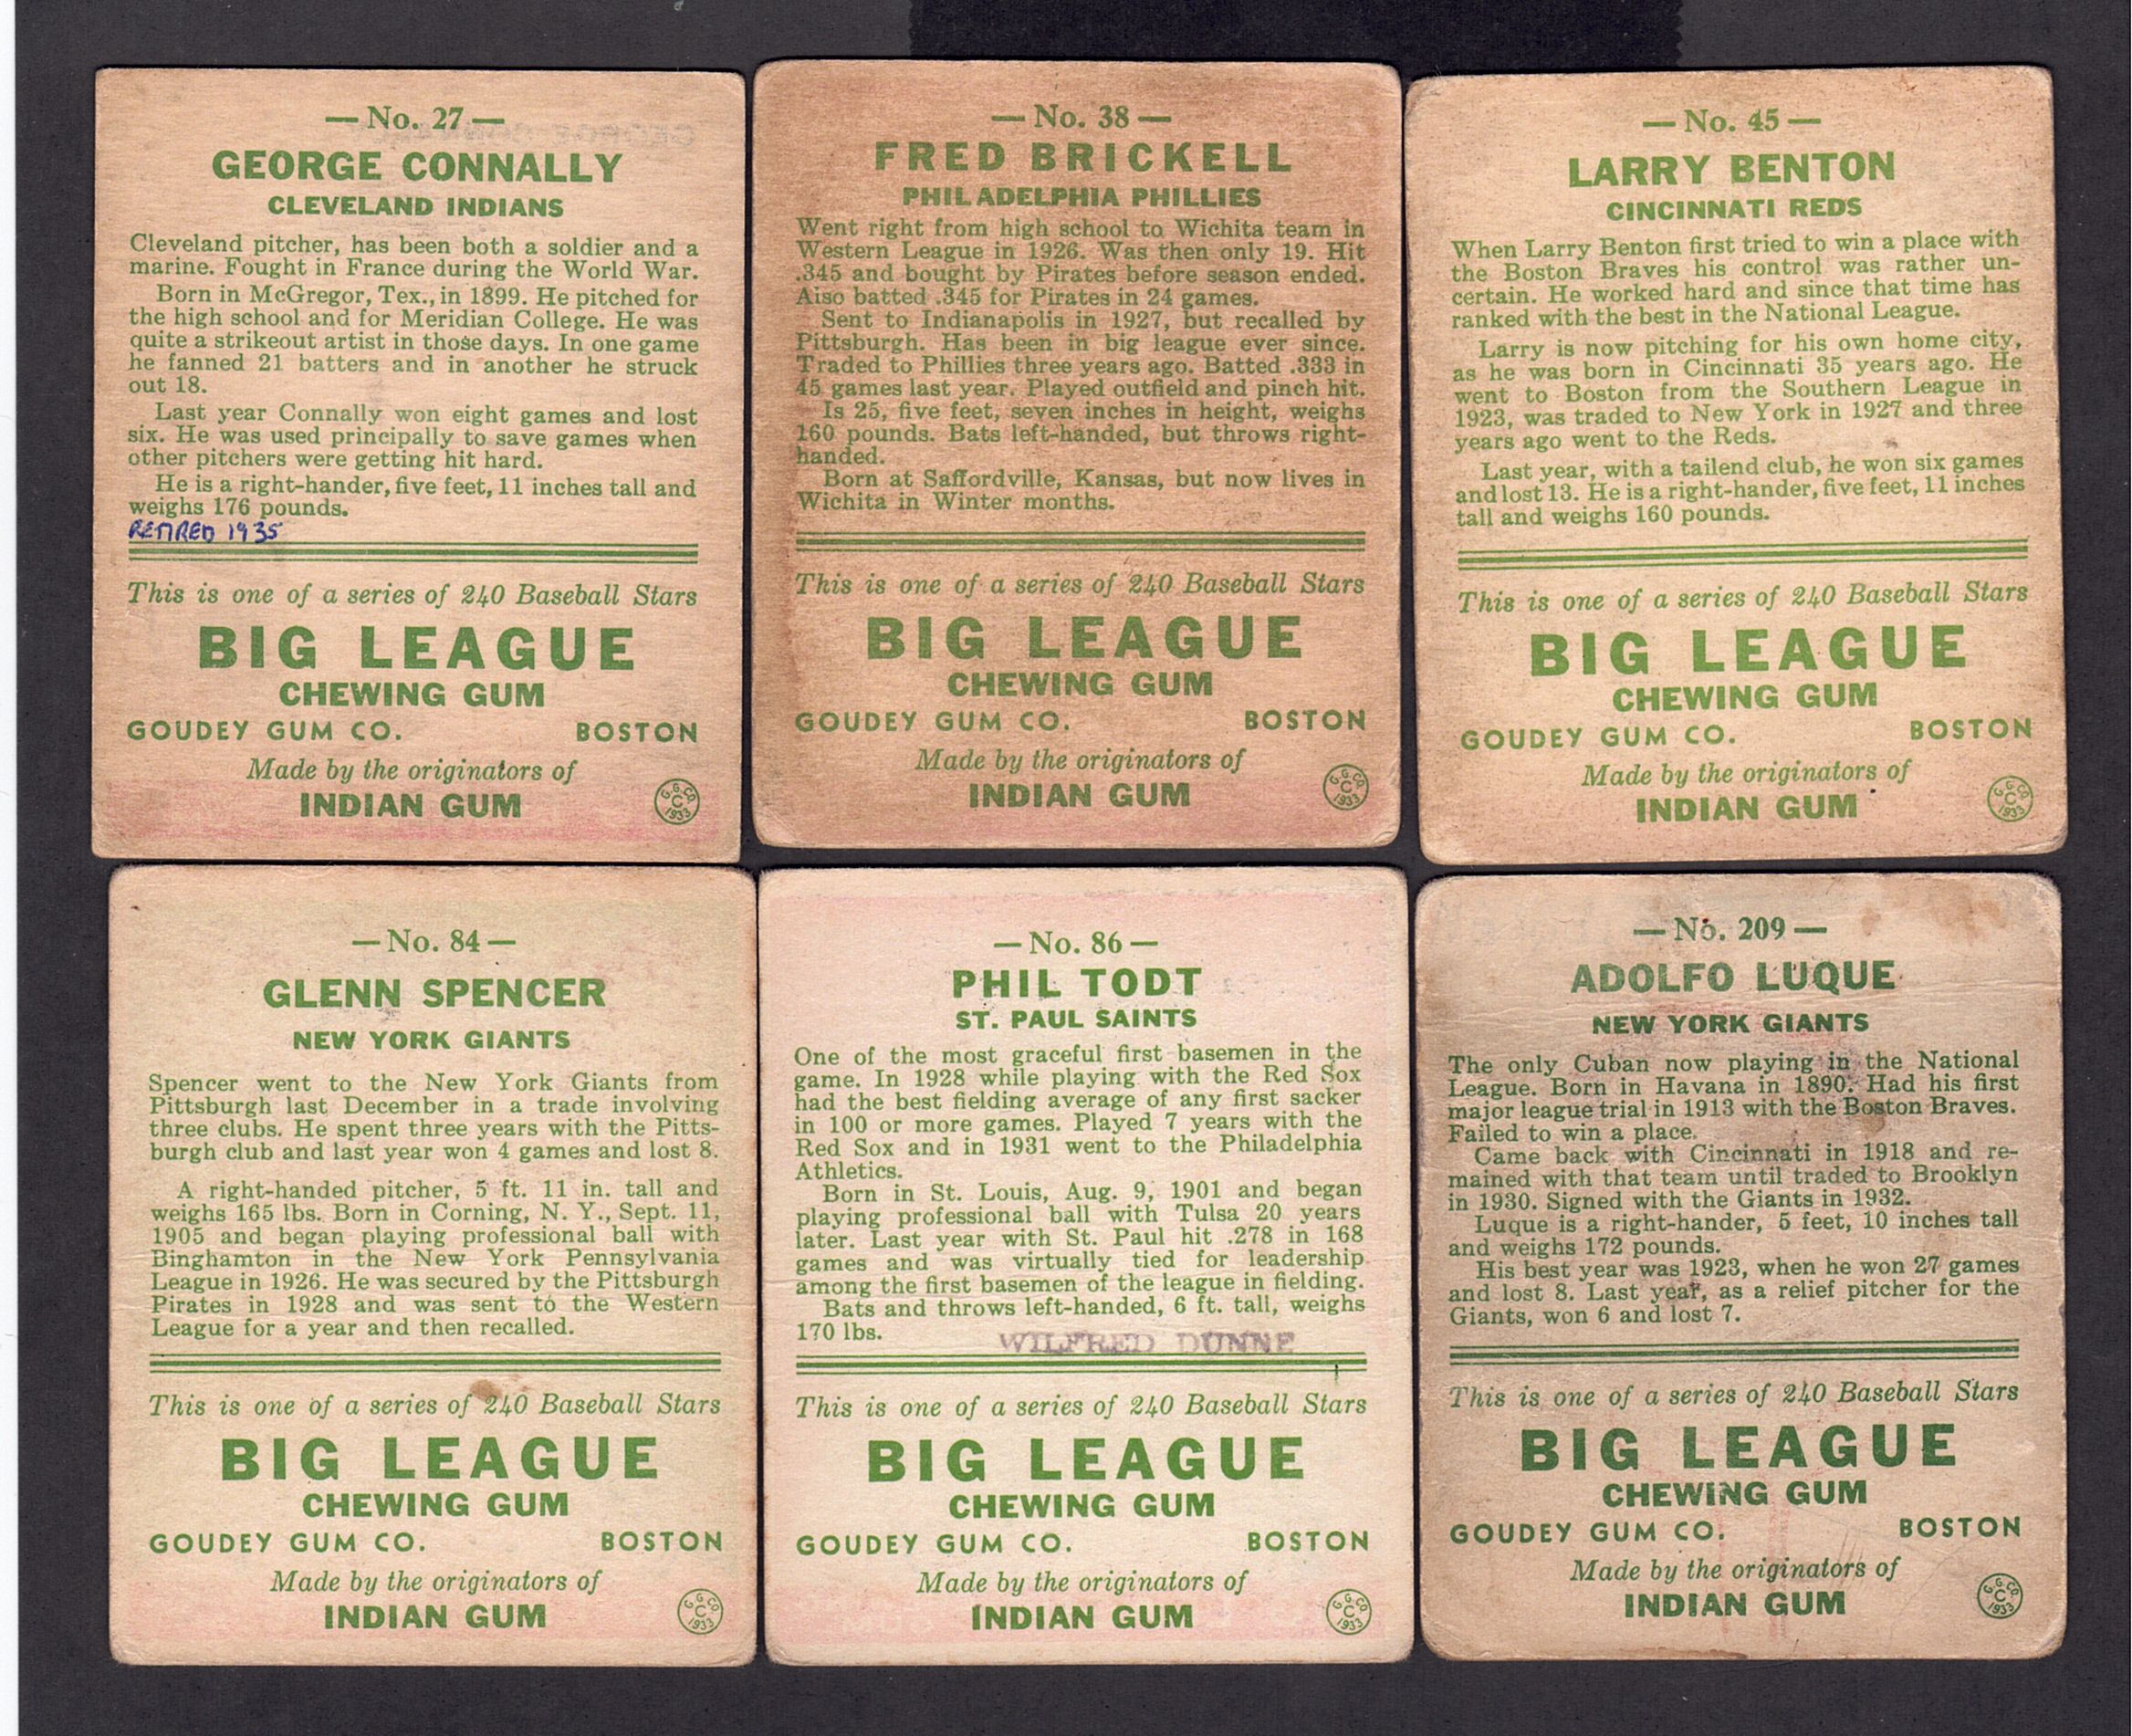 — No. 27 —
GEORGE CONNALLY
CLEVELAND INDIANS
Cleveland pitcher, has been both a soldier and a
marine. Fought in France during the World War.
Born in McGregor, Tex., in 1899. He pitched for
the high school and for Meridian College. He was
quite a strikeout artist in those days. In one game
he fanned 21 batters and in another he struck
out 18.
Last year Connally won eight games and lost
six. He was used principally to save games when
other pitchers were getting hit hard.
He is a right-hander, five feet, 11 inches tall and
weighs 176 pounds.
RETIRED 1935
This is one of a series of 240 Baseball Stars
BIG LEAGUE
CHEWING GUM
GOUDEY GUM CO. BOSTON
Made by the originators of
INDIAN GUM
G. G. CO.
C
1933
— No. 38 —
FRED BRICKELL
PHILADELPHIA PHILLIES
Went right from high school to Wichita team in
Western League in 1926. Was then only 19. Hit
.345 and bought by Pirates before season ended.
Also batted .345 for Pirates in 24 games.
Sent to Indianapolis in 1927, but recalled by
Pittsburgh. Has been in big league ever since.
Traded to Phillies three years ago. Batted .333 in
45 games last year. Played outfield and pinch hit.
Is 25, five feet, seven inches in height, weighs
160 pounds. Bats left-handed, but throws right-
handed.
Born at Saffordville, Kansas, but now lives in
Wichita in Winter months.
This is one of a series of 240 Baseball Stars
BIG LEAGUE
CHEWING GUM
GOUDEY GUM CO. BOSTON
Made by the originators of
INDIAN GUM
G. G. CO.
C
1933
— No. 45 —
LARRY BENTON
CINCINNATI REDS
When Larry Benton first tried to win a place with
the Boston Braves his control was rather un-
certain. He worked hard and since that time has
ranked with the best in the National League.
Larry is now pitching for his own home city,
as he was born in Cincinnati 35 years ago. He
went to Boston from the Southern League in
1923, was traded to New York in 1927 and three
years ago went to the Reds.
Last year, with a tailend club, he won six games
and lost 13. He is a right-hander, five feet, 11 inches
tall and weighs 160 pounds.
This is one of a series of 240 Baseball Stars
BIG LEAGUE
CHEWING GUM
GOUDEY GUM CO. BOSTON
Made by the originators of
INDIAN GUM
G. G. CO.
C
1933
— No. 84 —
GLENN SPENCER
NEW YORK GIANTS
Spencer went to the New York Giants from
Pittsburgh last December in a trade involving
three clubs. He spent three years with the Pitts-
burgh club and last year won 4 games and lost 8.
A right-handed pitcher, 5 ft. 11 in. tall and
weighs 165 lbs. Born in Corning, N. Y., Sept. 11,
1905 and began playing professional ball with
Binghamton in the New York Pennsylvania
League in 1926. He was secured by the Pittsburgh
Pirates in 1928 and was sent to the Western
League for a year and then recalled.
This is one of a series of 240 Baseball Stars
BIG LEAGUE
CHEWING GUM
GOUDEY GUM CO. BOSTON
Made by the originators of
INDIAN GUM
G. G. CO.
C
1933
— No. 86 —
PHIL TODT
ST. PAUL SAINTS
One of the most graceful first basemen in the
game. In 1928 while playing with the Red Sox
had the best fielding average of any first sacker
in 100 or more games. Played 7 years with the
Red Sox and in 1931 went to the Philadelphia
Athletics.
Born in St. Louis, Aug. 9, 1901 and began
playing professional ball with Tulsa 20 years
later. Last year with St. Paul hit .278 in 168
games and was virtually tied for leadership
among the first basemen of the league in fielding.
Bats and throws left-handed, 6 ft. tall, weighs
170 lbs.
WILFRED DUNNE
This is one of a series of 240 Baseball Stars
BIG LEAGUE
CHEWING GUM
GOUDEY GUM CO. BOSTON
Made by the originators of
INDIAN GUM
G. G. CO.
C
1933
— No. 209 —
ADOLFO LUQUE
NEW YORK GIANTS
The only Cuban now playing in the National
League. Born in Havana in 1890. Had his first
major league trial in 1913 with the Boston Braves.
Failed to win a place.
Came back with Cincinnati in 1918 and re-
mained with that team until traded to Brooklyn
in 1930. Signed with the Giants in 1932.
Luque is a right-hander, 5 feet, 10 inches tall
and weighs 172 pounds.
His best year was 1923, when he won 27 games
and lost 8. Last year, as a relief pitcher for the
Giants, won 6 and lost 7.
This is one of a series of 240 Baseball Stars
BIG LEAGUE
CHEWING GUM
GOUDEY GUM CO. BOSTON
Made by the originators of
INDIAN GUM
G. G. CO.
C
1933